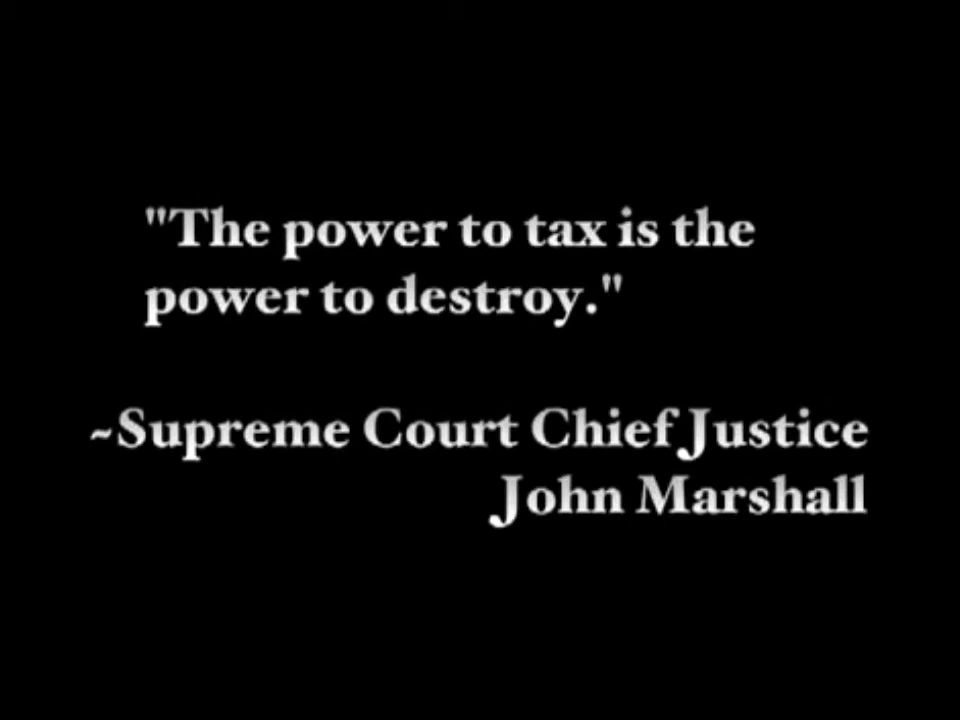 "The power to tax is the
power to destroy."
~Supreme Court Chief Justice
John Marshall